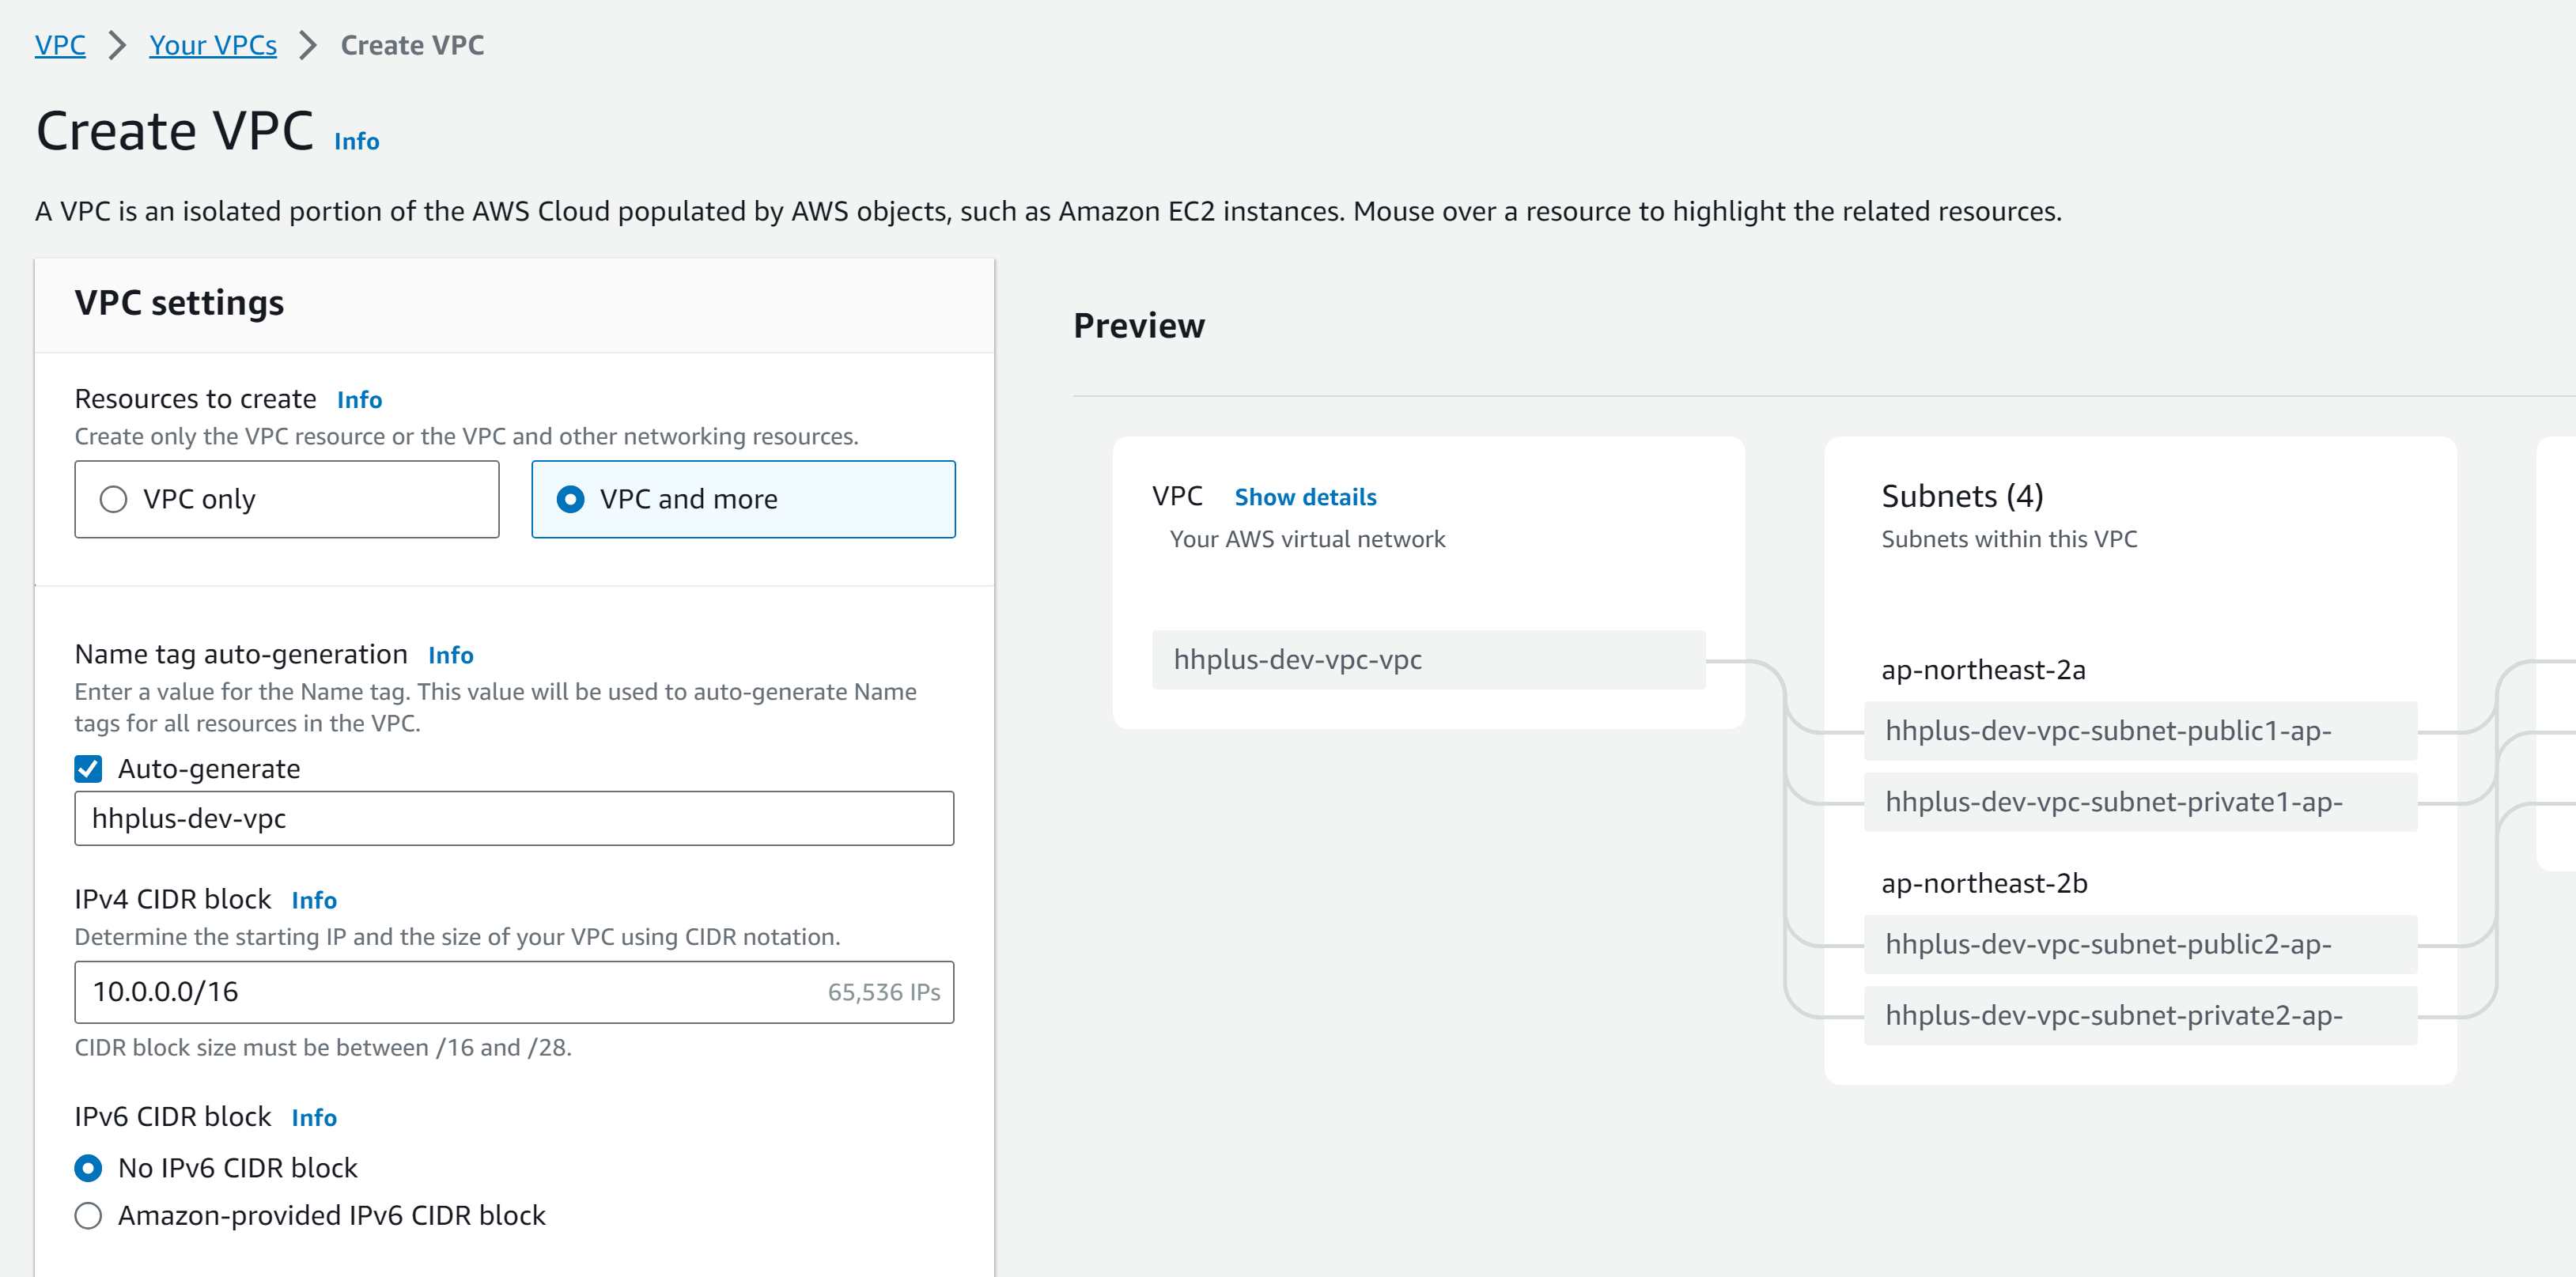 VPC > Your VPCs > Create VPC
Create VPC Info
A VPC is an isolated portion of the AWS Cloud populated by AWS objects, such as Amazon EC2 instances. Mouse over a resource to highlight the related resources.
VPC settings
Resources to create Info
Create only the VPC resource or the VPC and other networking resources.
VPC only
VPC and more
Name tag auto-generation Info
Enter a value for the Name tag. This value will be used to auto-generate Name
tags for all resources in the VPC.
Auto-generate
hhplus-dev-vpc
IPv4 CIDR block Info
Determine the starting IP and the size of your VPC using CIDR notation.
10.0.0.0/16 65,536 IPs
CIDR block size must be between /16 and /28.
IPv6 CIDR block Info
No IPv6 CIDR block
Amazon-provided IPv6 CIDR block
Preview
VPC Show details
Your AWS virtual network
hhplus-dev-vpc-vpc
Subnets (4)
Subnets within this VPC
ap-northeast-2a
hhplus-dev-vpc-subnet-public1-ap-
hhplus-dev-vpc-subnet-private1-ap-
ap-northeast-2b
hhplus-dev-vpc-subnet-public2-ap-
hhplus-dev-vpc-subnet-private2-ap-